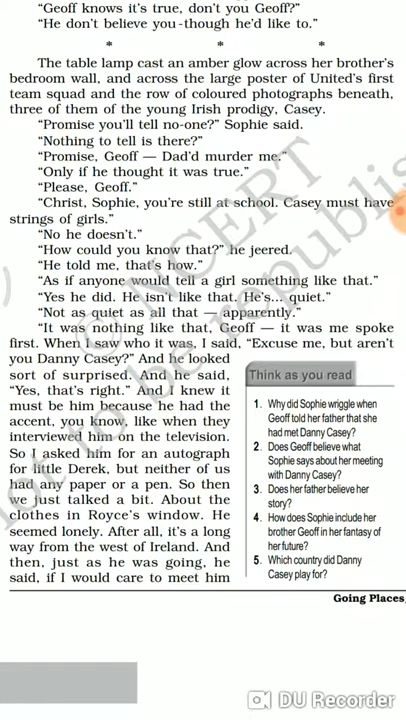 "Geoff knows it's true, don't you Geoff?"
"He don't believe you-though he'd like to."
* * *
The table lamp cast an amber glow across her brother's
bedroom wall, and across the large poster of United's first
team squad and the row of coloured photographs beneath,
three of them of the young Irish prodigy, Casey.
"Promise you'll tell no-one?" Sophie said.
"Nothing to tell is there?"
"Promise, Geoff — Dad'd murder me."
"Only if he thought it was true."
"Please, Geoff."
"Christ, Sophie, you're still at school. Casey must have
strings of girls."
"No he doesn't."
"How could you know that?" he jeered.
"He told me, that's how."
"As if anyone would tell a girl something like that."
"Yes he did. He isn't like that. He's... quiet."
"Not as quiet as all that — apparently."
"It was nothing like that, Geoff — it was me spoke
first. When I saw who it was, I said, "Excuse me, but aren't
you Danny Casey?" And he looked
sort of surprised. And he said,
"Yes, that's right." And I knew it
must be him because he had the
accent, you know, like when they
interviewed him on the television.
So I asked him for an autograph
for little Derek, but neither of us
had any paper or a pen. So then
we just talked a bit. About the
clothes in Royce's window. He
seemed lonely. After all, it's a long
way from the west of Ireland. And
then, just as he was going, he
said, if I would care to meet him
Think as you read
1. Why did Sophie wriggle when
Geoff told her father that she
had met Danny Casey?
2. Does Geoff believe what
Sophie says about her meeting
with Danny Casey?
3. Does her father believe her
story?
4. How does Sophie include her
brother Geoff in her fantasy of
her future?
5. Which country did Danny
Casey play for?
Going Places
© NCERT
not to be republis
DU Recorder